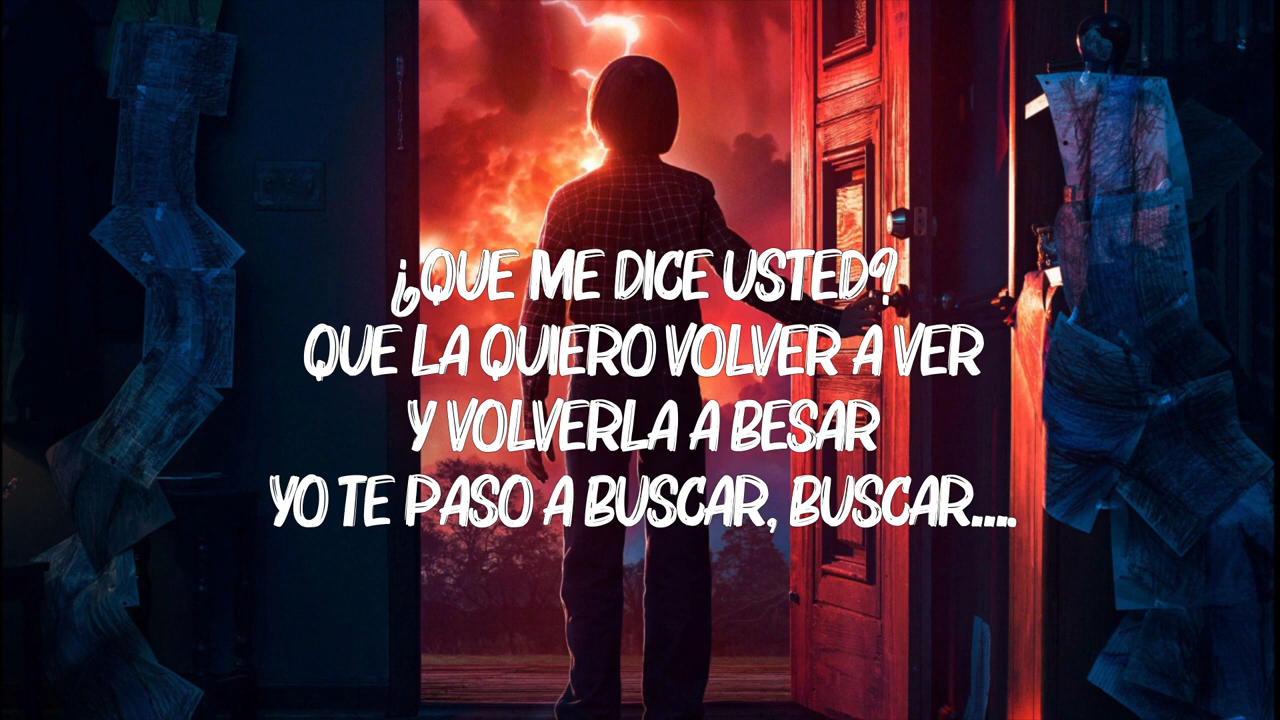 ¿QUE ME DICE USTED?
QUE LA QUIERO VOLVER A VER
Y VOLVERLA A BESAR
YO TE PASO A BUSCAR, BUSCAR....